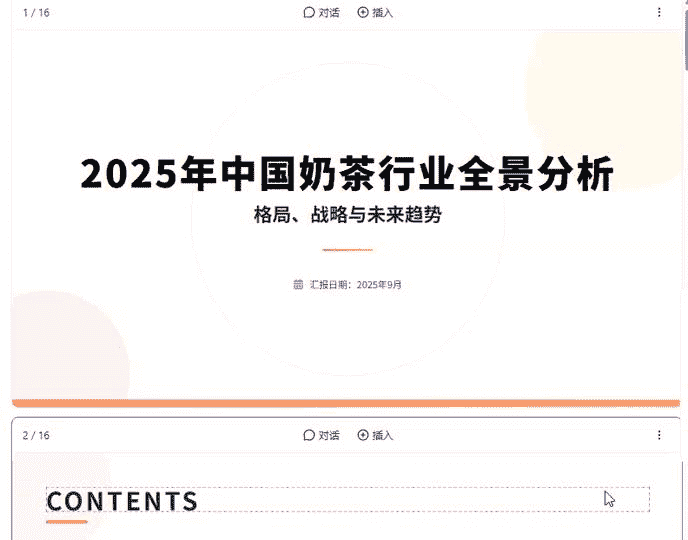 1 / 16
对话
插入
2025年中国奶茶行业全景分析
格局、战略与未来趋势
汇报日期：2025年9月
2 / 16
对话
插入
CONTENTS